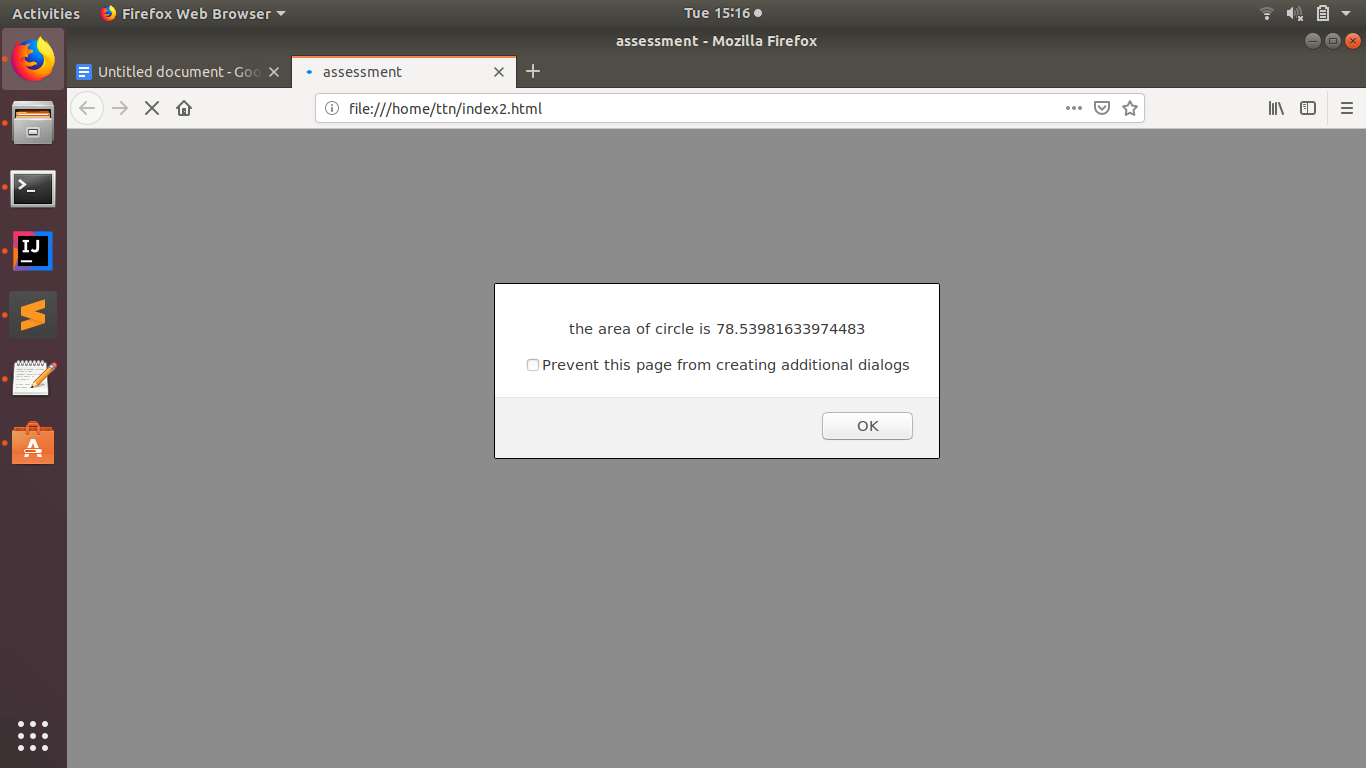 Activities Firefox Web Browser Tue 15:16
assessment - Mozilla Firefox
Untitled document - Goo assessment
file:///home/ttn/index2.html
>_
IJ
the area of circle is 78.53981633974483
Prevent this page from creating additional dialogs
OK